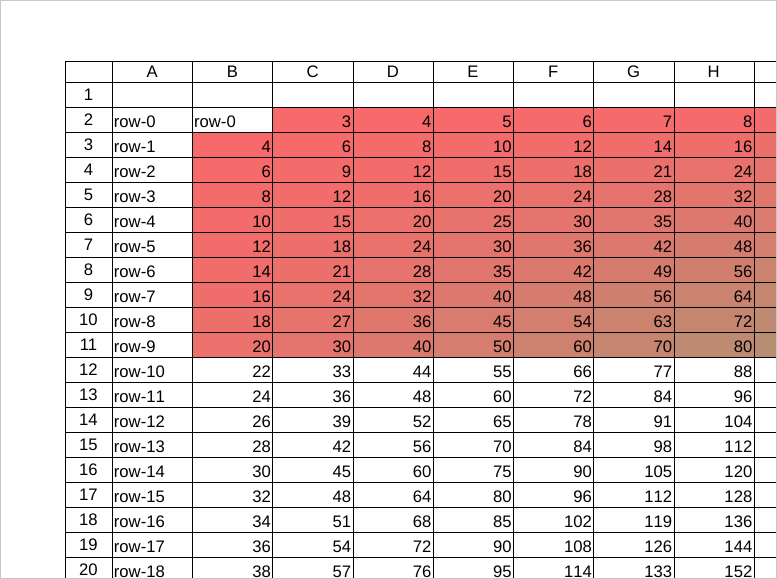 A B C D E F G H
1
2 row-0 row-0 3 4 5 6 7 8
3 row-1 4 6 8 10 12 14 16
4 row-2 6 9 12 15 18 21 24
5 row-3 8 12 16 20 24 28 32
6 row-4 10 15 20 25 30 35 40
7 row-5 12 18 24 30 36 42 48
8 row-6 14 21 28 35 42 49 56
9 row-7 16 24 32 40 48 56 64
10 row-8 18 27 36 45 54 63 72
11 row-9 20 30 40 50 60 70 80
12 row-10 22 33 44 55 66 77 88
13 row-11 24 36 48 60 72 84 96
14 row-12 26 39 52 65 78 91 104
15 row-13 28 42 56 70 84 98 112
16 row-14 30 45 60 75 90 105 120
17 row-15 32 48 64 80 96 112 128
18 row-16 34 51 68 85 102 119 136
19 row-17 36 54 72 90 108 126 144
20 row-18 38 57 76 95 114 133 152